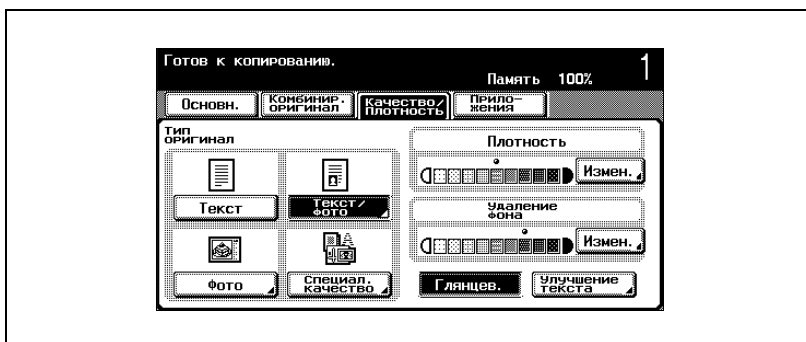 Готов к копированию.
Память 100% 1
Основн.
Комбинир.
оригинал
Качество/
плотность
Прило-
жения
Тип
оригинал
Текст
Текст/
Фото
Фото
Специал.
качество
Плотность
Измен.
Удаление
фона
Измен.
Глянцев.
Улучшение
текста